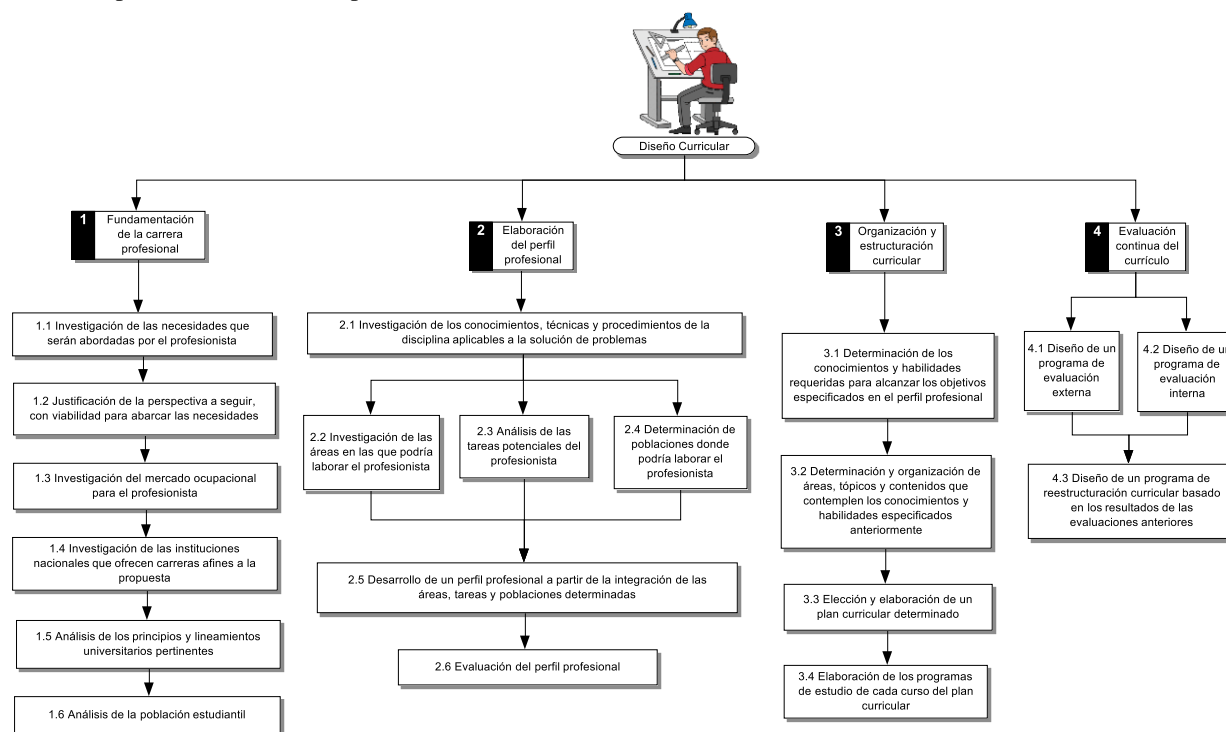 Diseño Curricular
1
Fundamentación
de la carrera
profesional
2
Elaboración
del perfil
profesional
3
Organización y
estructuración
curricular
4
Evaluación
continua del
currículo
1.1 Investigación de las necesidades que
serán abordadas por el profesionista
1.2 Justificación de la perspectiva a seguir,
con viabilidad para abarcar las necesidades
1.3 Investigación del mercado ocupacional
para el profesionista
1.4 Investigación de las instituciones
nacionales que ofrecen carreras afines a la
propuesta
1.5 Análisis de los principios y lineamientos
universitarios pertinentes
1.6 Análisis de la población estudiantil
2.1 Investigación de los conocimientos, técnicas y procedimientos de la
disciplina aplicables a la solución de problemas
2.2 Investigación de las
áreas en las que podría
laborar el profesionista
2.3 Análisis de las
tareas potenciales del
profesionista
2.4 Determinación de
poblaciones donde
podría laborar el
profesionista
2.5 Desarrollo de un perfil profesional a partir de la integración de las
áreas, tareas y poblaciones determinadas
2.6 Evaluación del perfil profesional
3.1 Determinación de los
conocimientos y habilidades
requeridas para alcanzar los objetivos
especificados en el perfil profesional
3.2 Determinación y organización de
áreas, tópicos y contenidos que
contemplen los conocimientos y
habilidades especificados
anteriormente
3.3 Elección y elaboración de un
plan curricular determinado
3.4 Elaboración de los programas
de estudio de cada curso del plan
curricular
4.1 Diseño de un
programa de
evaluación
externa
4.2 Diseño de un
programa de
evaluación
interna
4.3 Diseño de un programa de
reestructuración curricular basado
en los resultados de las
evaluaciones anteriores